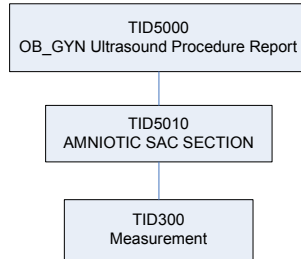 TID5000
OB_GYN Ultrasound Procedure Report
TID5010
AMNIOTIC SAC SECTION
TID300
Measurement